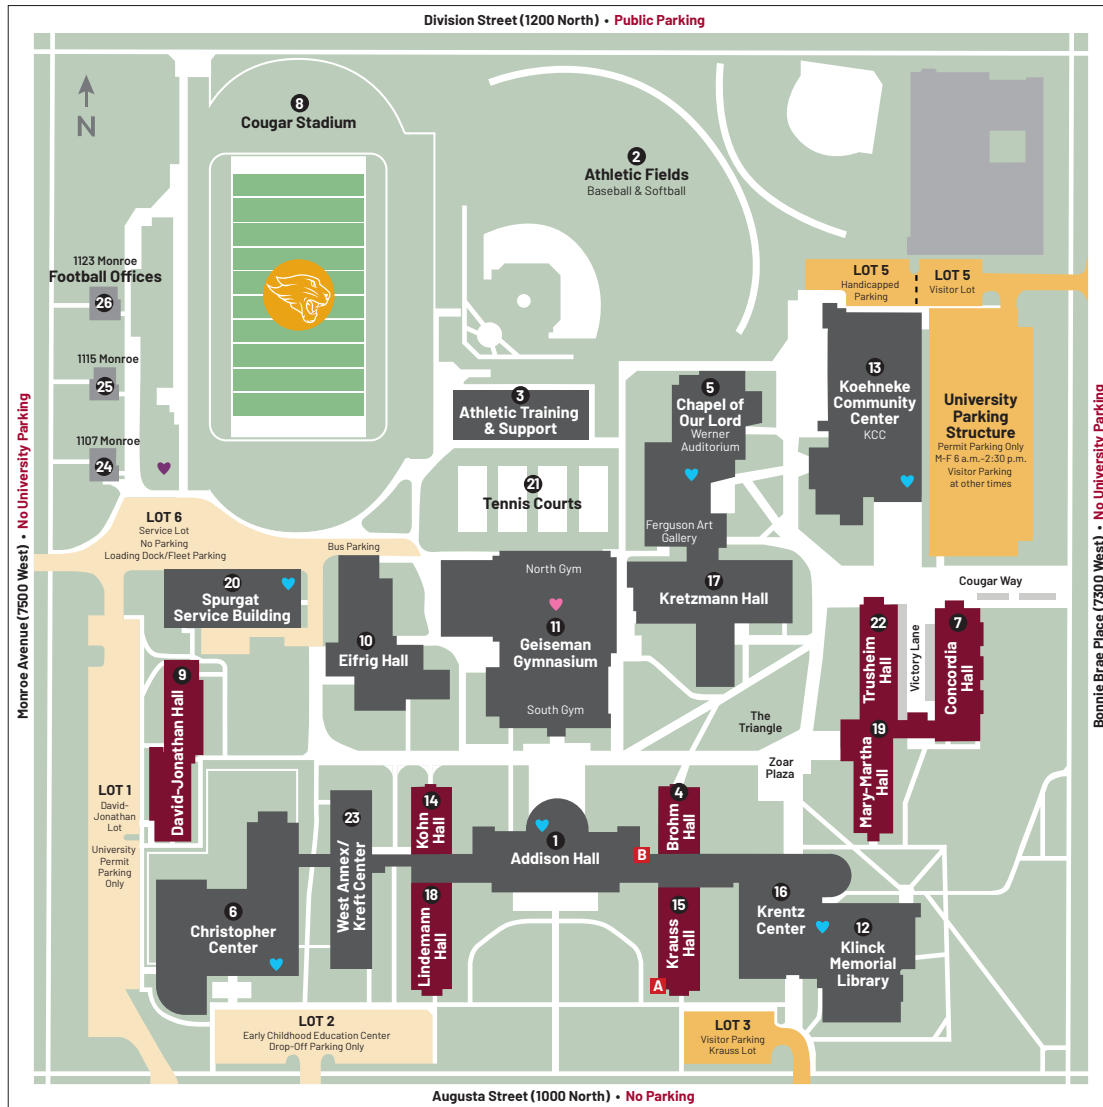 Division Street (1200 North) • Public Parking
N
8
Cougar Stadium
2
Athletic Fields
Baseball & Softball
1123 Monroe
Football Offices
26
1115 Monroe
25
1107 Monroe
24
LOT 5
Handicapped
Parking
LOT 5
Visitor Lot
3
Athletic Training
& Support
5
Chapel of
Our Lord
Werner
Auditorium
Ferguson Art
Gallery
13
Koehneke
Community
Center
KCC
University
Parking
Structure
Permit Parking Only
M-F 6 a.m.-2:30 p.m.
Visitor Parking
at other times
21
Tennis Courts
LOT 6
Service Lot
No Parking
Loading Dock/Fleet Parking
Bus Parking
20
Spurgat
Service Building
10
Eifrig Hall
North Gym
11
Geiseman
Gymnasium
South Gym
17
Kretzmann Hall
Cougar Way
22
Trusheim
Hall
Victory Lane
7
Concordia
Hall
19
Mary-Martha
Hall
The
Triangle
Zoar
Plaza
9
David-Jonathan Hall
LOT 1
David-
Jonathan
Lot
University
Permit
Parking
Only
23
West Annex/
Kreft Center
14
Kohn
Hall
18
Lindemann
Hall
1
Addison Hall
B
4
Brohm
Hall
15
Krauss
Hall
A
6
Christopher
Center
16
Krentz
Center
12
Klinck
Memorial
Library
LOT 2
Early Childhood Education Center
Drop-Off Parking Only
LOT 3
Visitor Parking
Krauss Lot
Monroe Avenue (7500 West) • No University Parking
Bonnie Brae Place (7300 West) • No University Parking
Augusta Street (1000 North) • No Parking